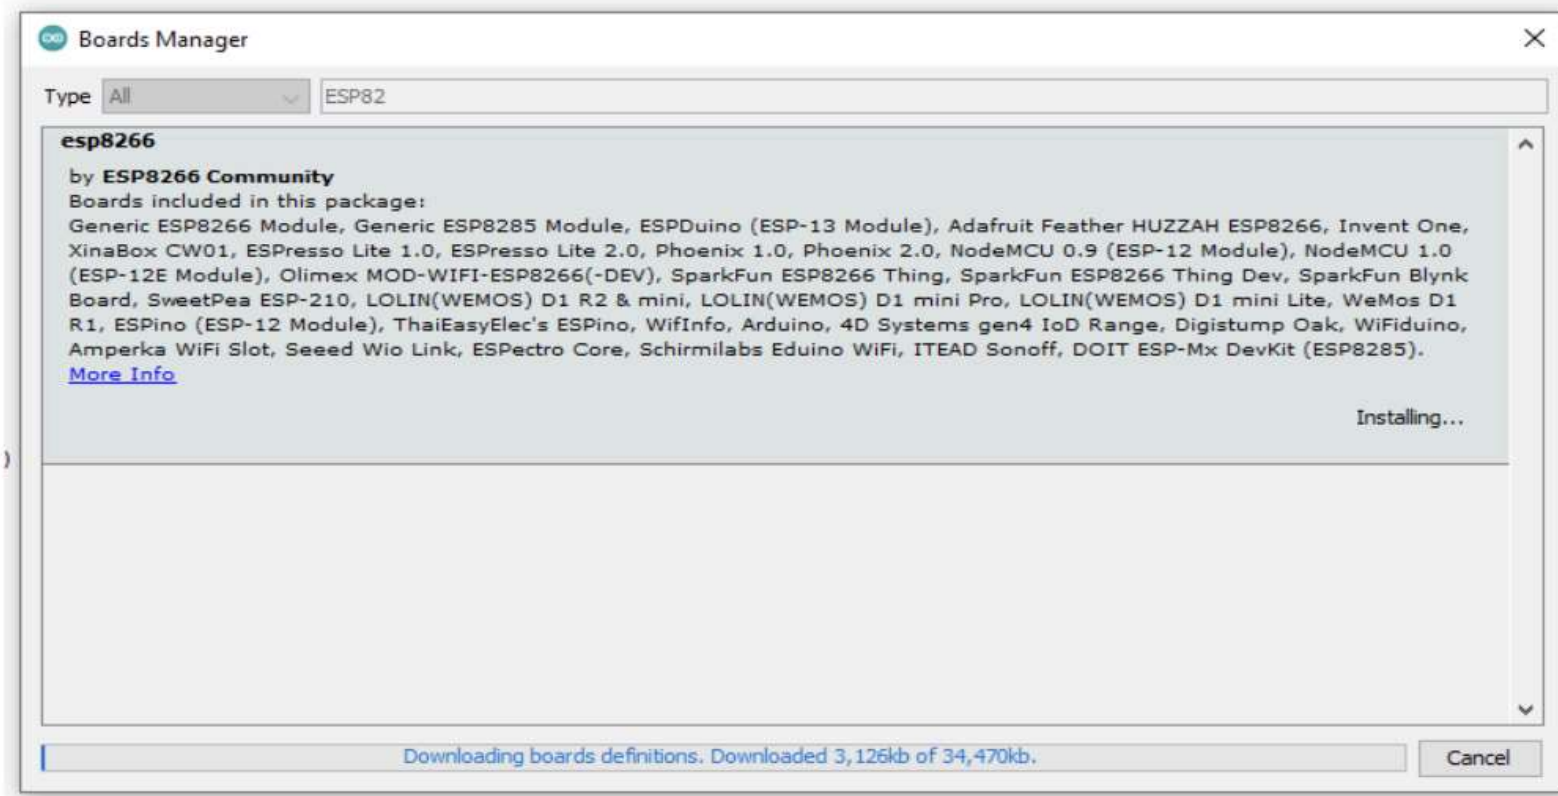 Boards Manager
Type All ESP82
esp8266
by ESP8266 Community
Boards included in this package:
Generic ESP8266 Module, Generic ESP8285 Module, ESPDuino (ESP-13 Module), Adafruit Feather HUZZAH ESP8266, Invent One,
XinaBox CW01, ESPresso Lite 1.0, ESPresso Lite 2.0, Phoenix 1.0, Phoenix 2.0, NodeMCU 0.9 (ESP-12 Module), NodeMCU 1.0
(ESP-12E Module), Olimex MOD-WIFI-ESP8266(-DEV), SparkFun ESP8266 Thing, SparkFun ESP8266 Thing Dev, SparkFun Blynk
Board, SweetPea ESP-210, LOLIN(WEMOS) D1 R2 & mini, LOLIN(WEMOS) D1 mini Pro, LOLIN(WEMOS) D1 mini Lite, WeMos D1
R1, ESPino (ESP-12 Module), ThaiEasyElec's ESPino, WifInfo, Arduino, 4D Systems gen4 IoD Range, Digistump Oak, WiFiduino,
Amperka WiFi Slot, Seeed Wio Link, ESPectro Core, Schirmilabs Eduino WiFi, ITEAD Sonoff, DOIT ESP-Mx DevKit (ESP8285).
More Info
Installing...
)
Downloading boards definitions. Downloaded 3,126kb of 34,470kb.
Cancel